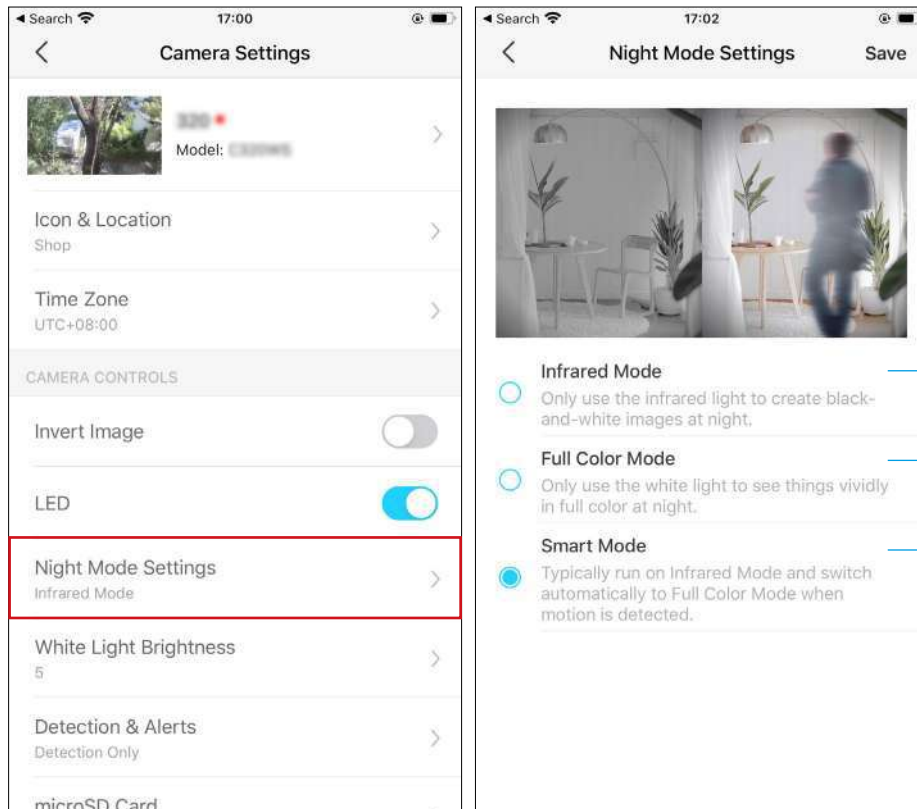 Search
17:00
Camera Settings
Model:
Icon & Location
Shop
Time Zone
UTC+08:00
CAMERA CONTROLS
Invert Image
LED
Night Mode Settings
Infrared Mode
White Light Brightness
5
Detection & Alerts
Detection Only
microSD Card
Search
17:02
Night Mode Settings
Save
Infrared Mode
Only use the infrared light to create black-
and-white images at night.
Full Color Mode
Only use the white light to see things vividly
in full color at night.
Smart Mode
Typically run on Infrared Mode and switch
automatically to Full Color Mode when
motion is detected.